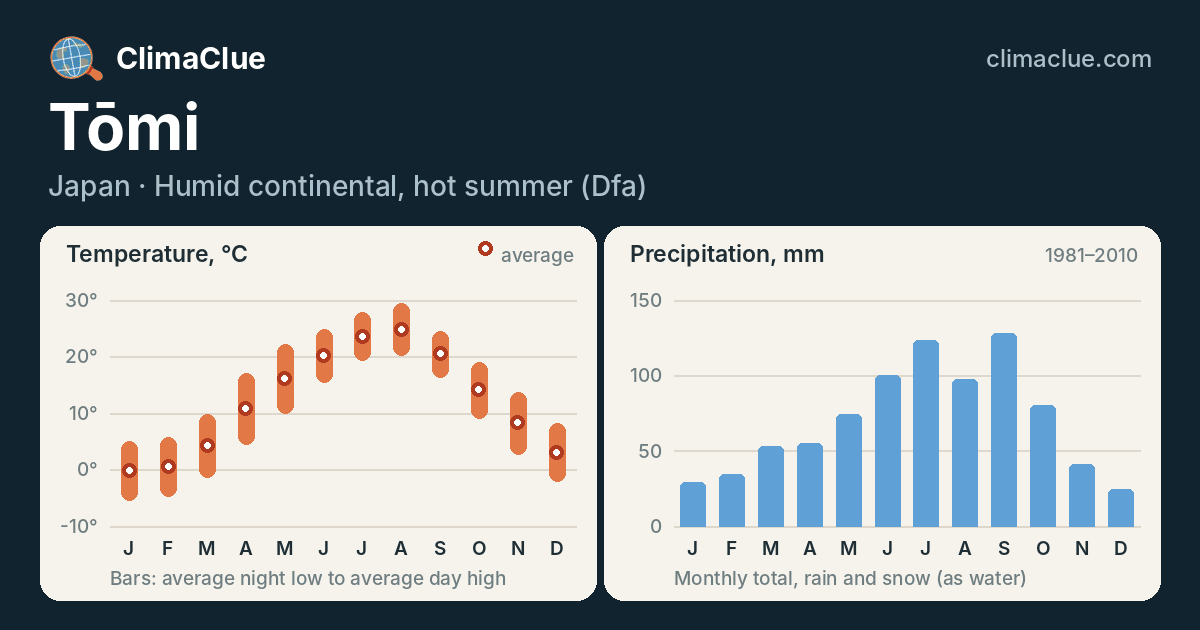 ClimaClue
climaclue.com
Tōmi
Japan · Humid continental, hot summer (Dfa)
Temperature, °C
average
30°
20°
10°
0°
-10°
J F M A M J J A S O N D
Bars: average night low to average day high
Precipitation, mm
1981–2010
150
100
50
0
J F M A M J J A S O N D
Monthly total, rain and snow (as water)